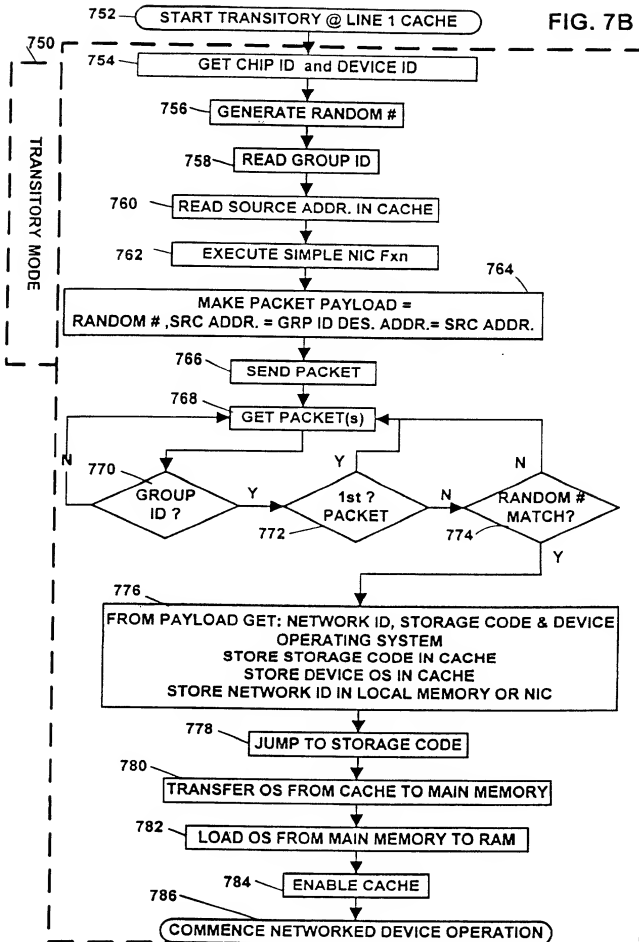 752
START TRANSITORY @ LINE 1 CACHE
FIG. 7B
750
TRANSITORY MODE
754
GET CHIP ID and DEVICE ID
756
GENERATE RANDOM #
758
READ GROUP ID
760
READ SOURCE ADDR. IN CACHE
762
EXECUTE SIMPLE NIC Fxn
764
MAKE PACKET PAYLOAD =
RANDOM # ,SRC ADDR. = GRP ID DES. ADDR.= SRC ADDR.
766
SEND PACKET
768
GET PACKET(s)
N
770
GROUP
ID ?
Y
Y
1st ?
PACKET
772
N
N
RANDOM #
MATCH?
774
Y
776
FROM PAYLOAD GET: NETWORK ID, STORAGE CODE & DEVICE
OPERATING SYSTEM
STORE STORAGE CODE IN CACHE
STORE DEVICE OS IN CACHE
STORE NETWORK ID IN LOCAL MEMORY OR NIC
778
JUMP TO STORAGE CODE
780
TRANSFER OS FROM CACHE TO MAIN MEMORY
782
LOAD OS FROM MAIN MEMORY TO RAM
784
ENABLE CACHE
786
COMMENCE NETWORKED DEVICE OPERATION